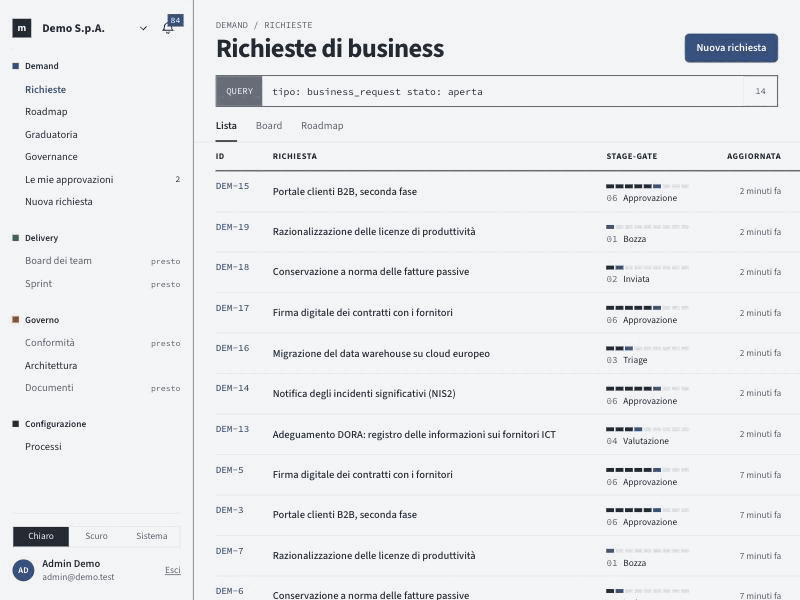 m
Demo S.p.A.
84
Demand
Richieste
Roadmap
Graduatoria
Governance
Le mie approvazioni 2
Nuova richiesta
Delivery
Board dei team presto
Sprint presto
Governo
Conformità presto
Architettura
Documenti presto
Configurazione
Processi
Chiaro Scuro Sistema
AD
Admin Demo
admin@demo.test
Esci
DEMAND / RICHIESTE
Richieste di business
Nuova richiesta
QUERY tipo: business_request stato: aperta 14
Lista Board Roadmap
ID RICHIESTA STAGE-GATE AGGIORNATA
DEM-15 Portale clienti B2B, seconda fase 2 minuti fa
06 Approvazione
DEM-19 Razionalizzazione delle licenze di produttività 2 minuti fa
01 Bozza
DEM-18 Conservazione a norma delle fatture passive 2 minuti fa
02 Inviata
DEM-17 Firma digitale dei contratti con i fornitori 2 minuti fa
06 Approvazione
DEM-16 Migrazione del data warehouse su cloud europeo 2 minuti fa
03 Triage
DEM-14 Notifica degli incidenti significativi (NIS2) 2 minuti fa
06 Approvazione
DEM-13 Adeguamento DORA: registro delle informazioni sui fornitori ICT 2 minuti fa
04 Valutazione
DEM-5 Firma digitale dei contratti con i fornitori 7 minuti fa
06 Approvazione
DEM-3 Portale clienti B2B, seconda fase 7 minuti fa
06 Approvazione
DEM-7 Razionalizzazione delle licenze di produttività 7 minuti fa
01 Bozza
DEM-6 Conservazione a norma delle fatture passive 7 minuti fa